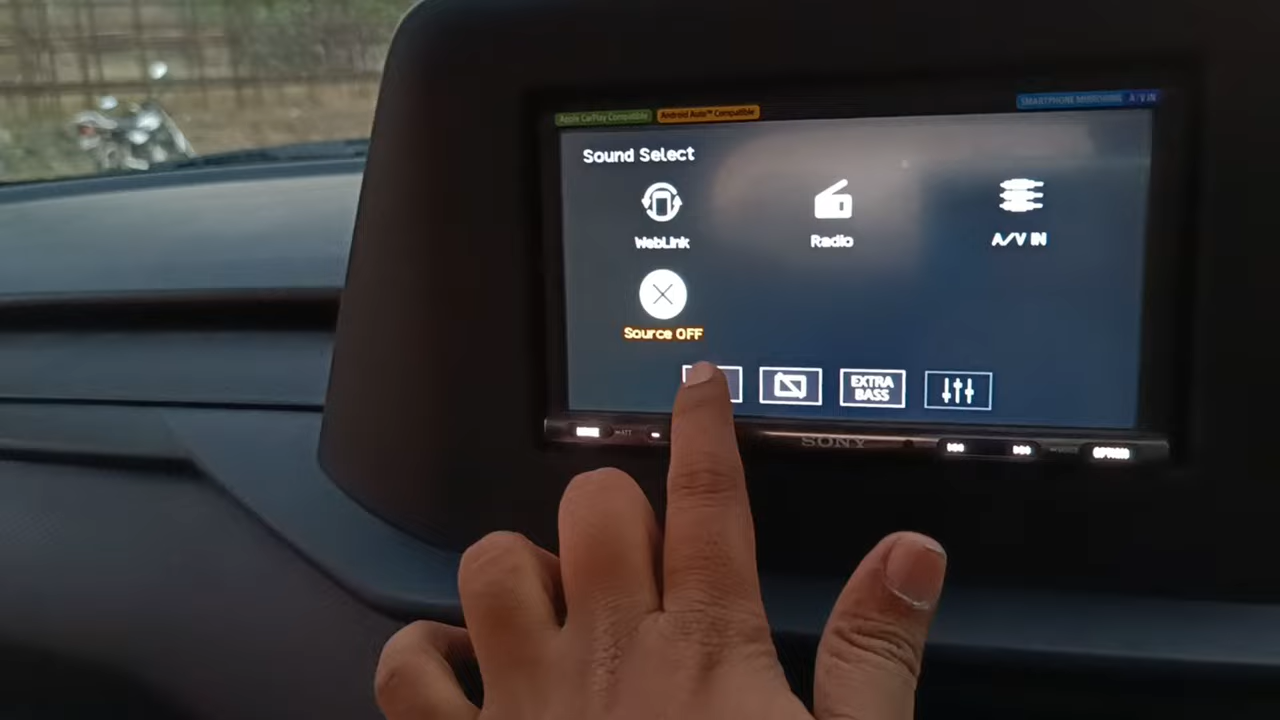 Apple CarPlay Compatible
Android Auto™ Compatible
SMARTPHONE MIRRORING A/V IN
Sound Select
WebLink
Radio
A/V IN
Source OFF
EXTRA
BASS
SONY
OPTION